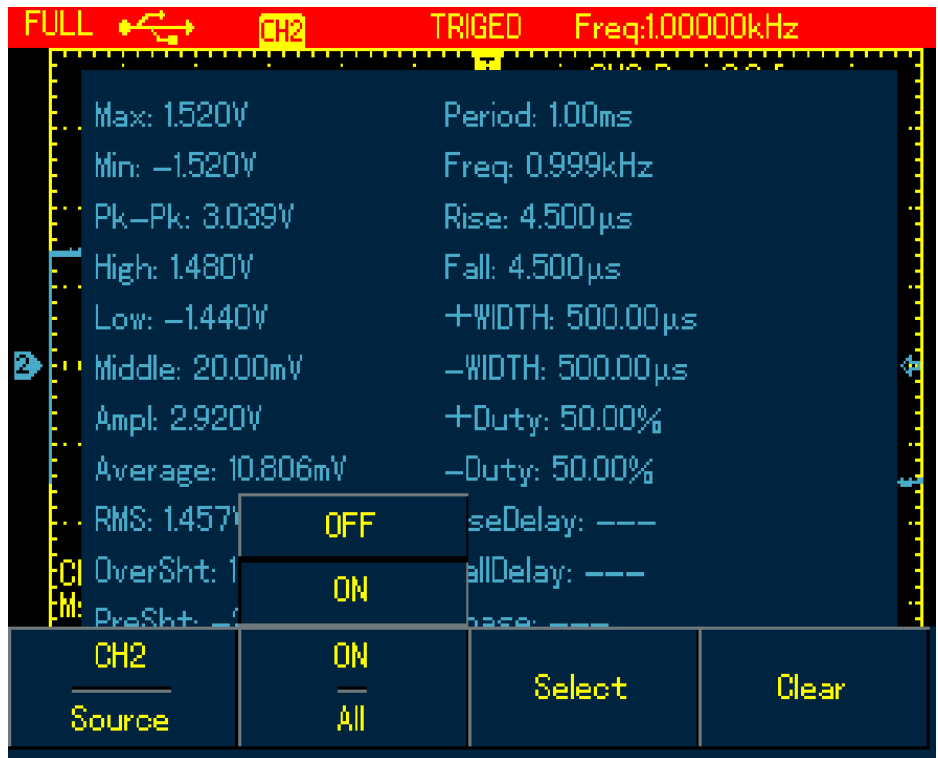 FULL CH2 TRIGED Freq:1.00000kHz
T
Max: 1.520V Period: 1.00ms
Min: –1.520V Freq: 0.999kHz
Pk–Pk: 3.039V Rise: 4.500µs
High: 1.480V Fall: 4.500µs
Low: –1.440V +WIDTH: 500.00µs
2 Middle: 20.00mV –WIDTH: 500.00µs
Ampl: 2.920V +Duty: 50.00%
Average: 10.806mV –Duty: 50.00%
RMS: 1.457V OFF seDelay: –––
OverSht: 1 allDelay: –––
ON
PreSht: –
CH2 ON
Source All Select Clear